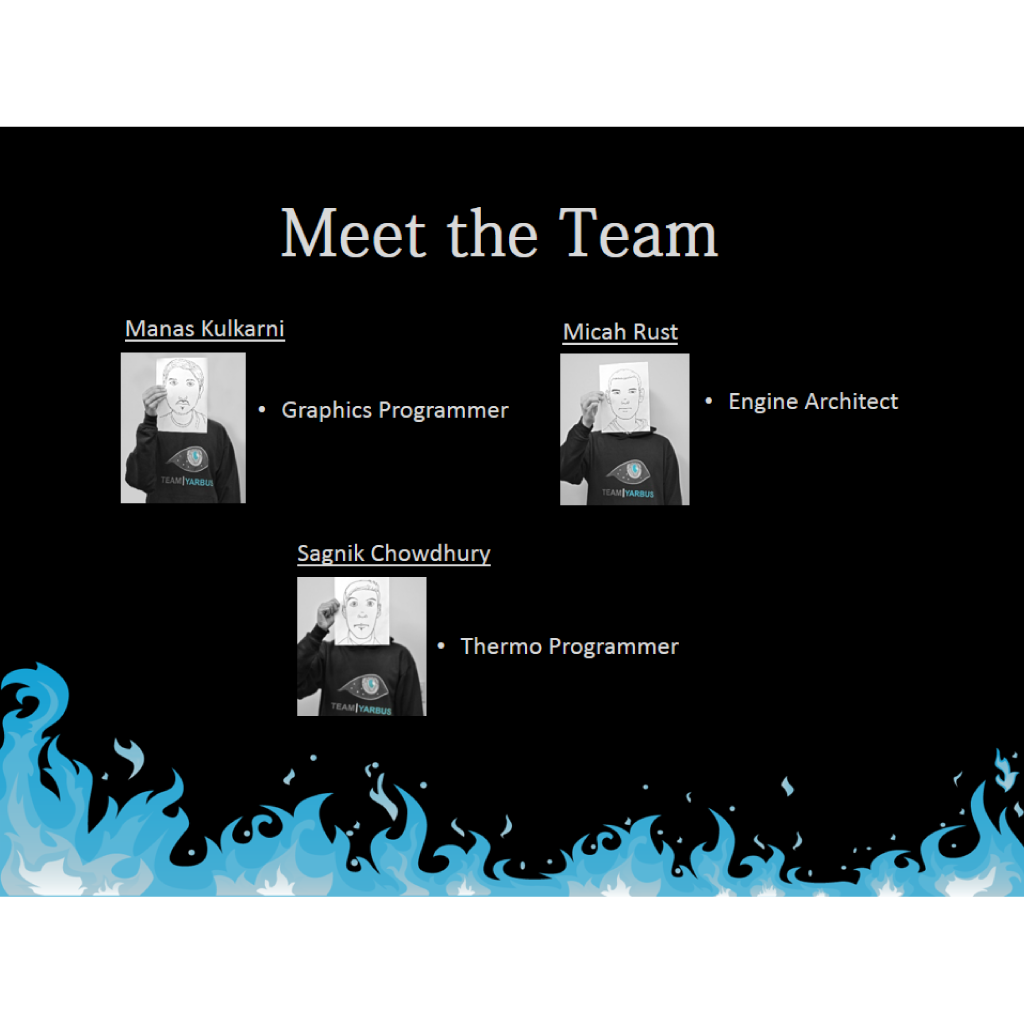 Meet the Team
Manas Kulkarni
• Graphics Programmer
TEAM|YARBUS
Micah Rust
• Engine Architect
TEAM|YARBUS
Sagnik Chowdhury
• Thermo Programmer
TEAM|YARBUS